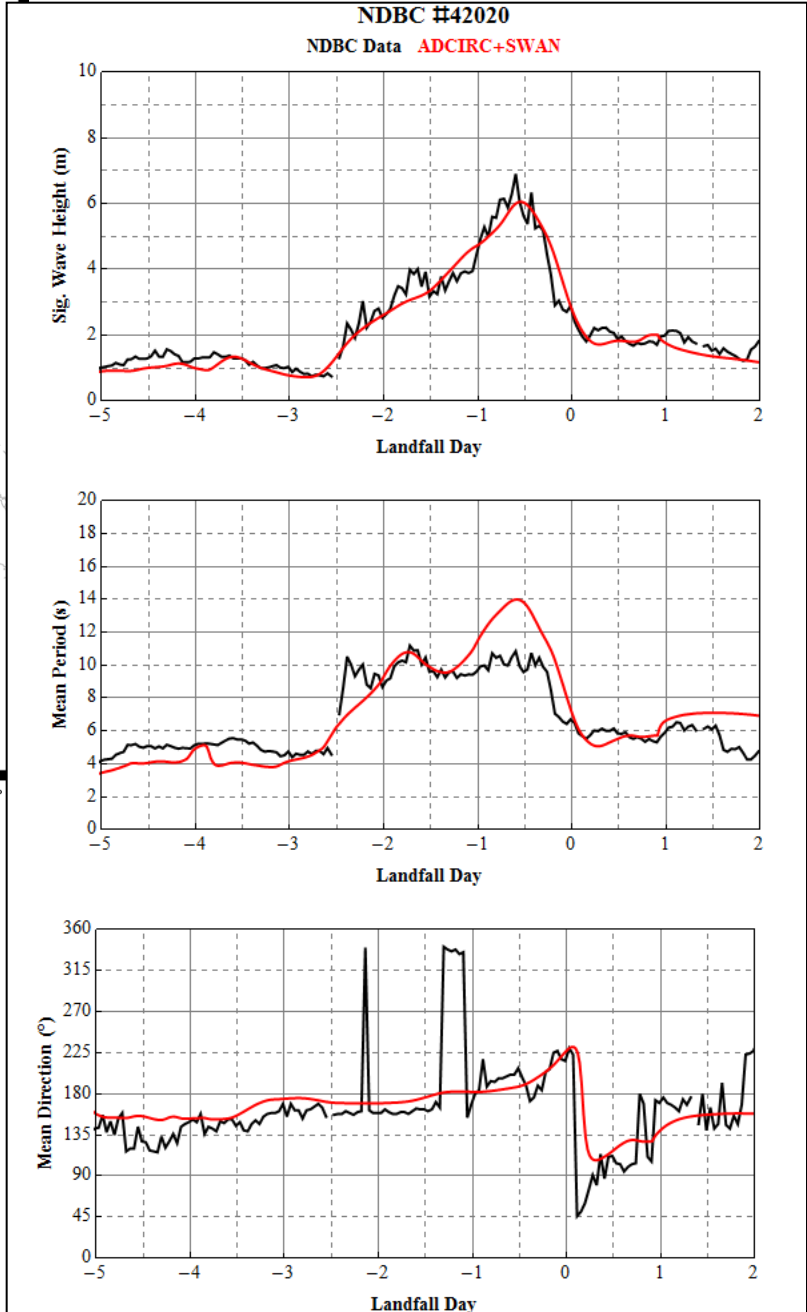 NDBC #42020
NDBC Data ADCIRC+SWAN
10
8
6
4
2
0
Sig. Wave Height (m)
−5 −4 −3 −2 −1 0 1 2
Landfall Day
20
18
16
14
12
10
8
6
4
2
0
Mean Period (s)
−5 −4 −3 −2 −1 0 1 2
Landfall Day
360
315
270
225
180
135
90
45
0
Mean Direction (°)
−5 −4 −3 −2 −1 0 1 2
Landfall Day